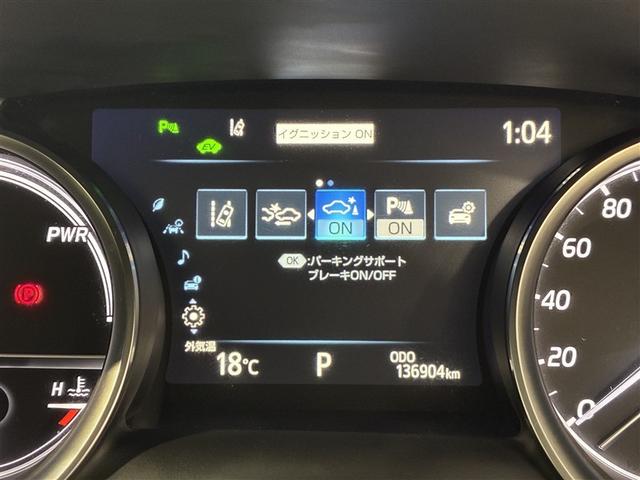 P
EV
イグニッション ON
1:04
PWR
P
ON
ON
OK :パーキングサポート
ブレーキON/OFF
外気温
18℃
P
ODO
136904km
H
P
80
60
40
20
0